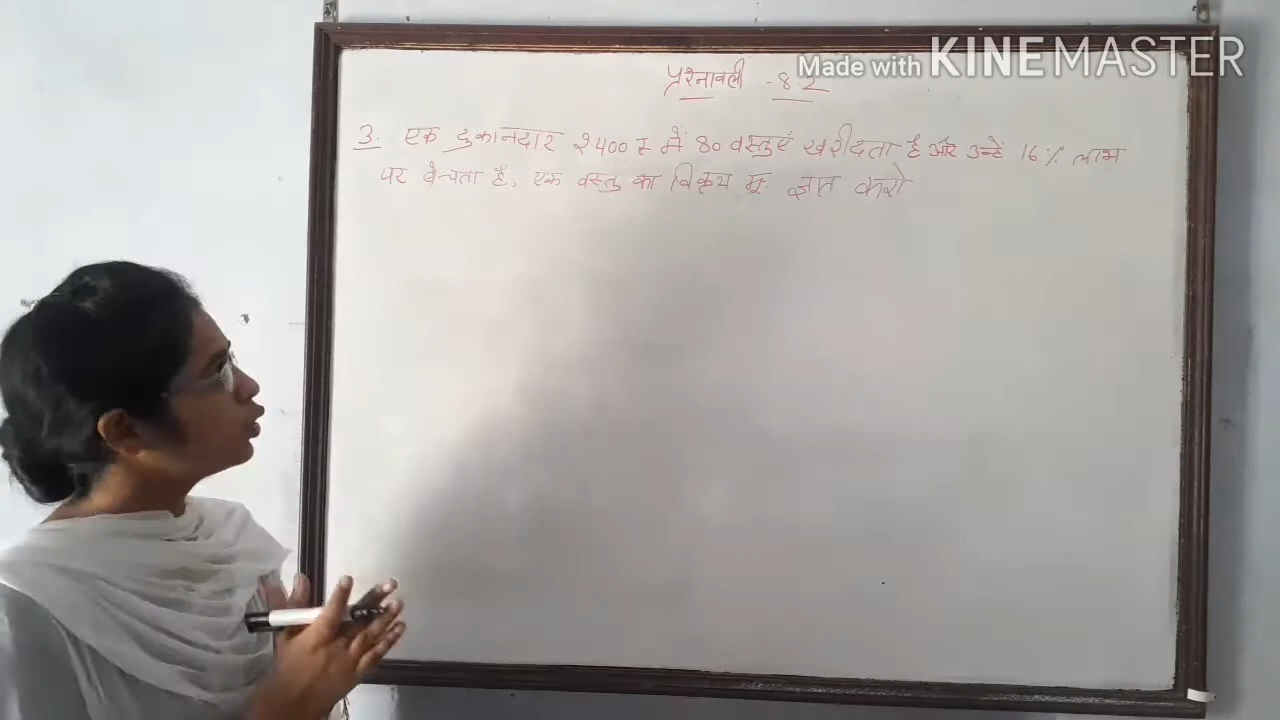 Made with KINEMASTER
प्रश्नावली - 8.2
3. एक दुकानदार 2400 रु में 80 वस्तुएँ खरीदता है और उन्हें 16% लाभ
पर बेचता है, एक वस्तु का विक्रय मू. ज्ञात करो